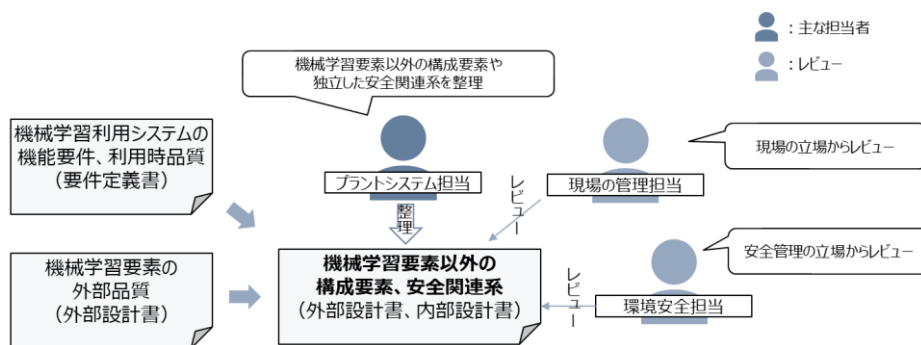 ：主な担当者
：レビュー
機械学習要素以外の構成要素や
独立した安全関連系を整理
機械学習利用システムの
機能要件、利用時品質
（要件定義書）
プラントシステム担当
整理
現場の立場からレビュー
現場の管理担当
レビュー
機械学習要素の
外部品質
（外部設計書）
機械学習要素以外の
構成要素、安全関連系
（外部設計書、内部設計書）
レビュー
安全管理の立場からレビュー
環境安全担当